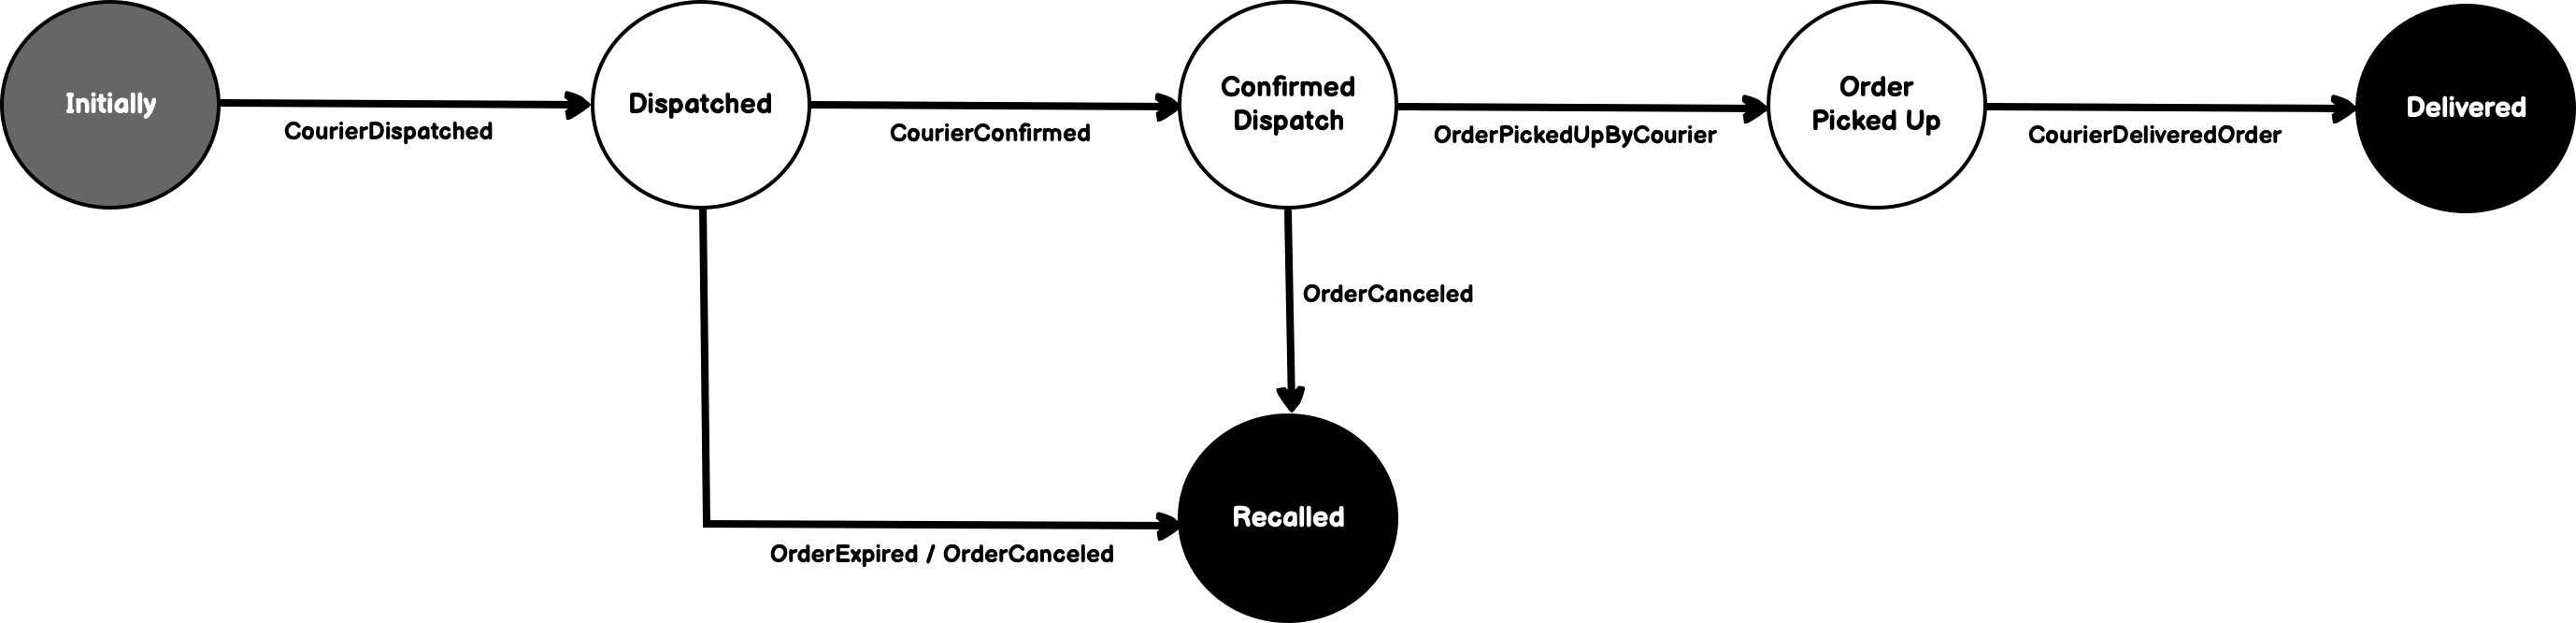 Initially
CourierDispatched
Dispatched
CourierConfirmed
Confirmed
Dispatch
OrderPickedUpByCourier
Order
Picked Up
CourierDeliveredOrder
Delivered
OrderCanceled
Recalled
OrderExpired / OrderCanceled